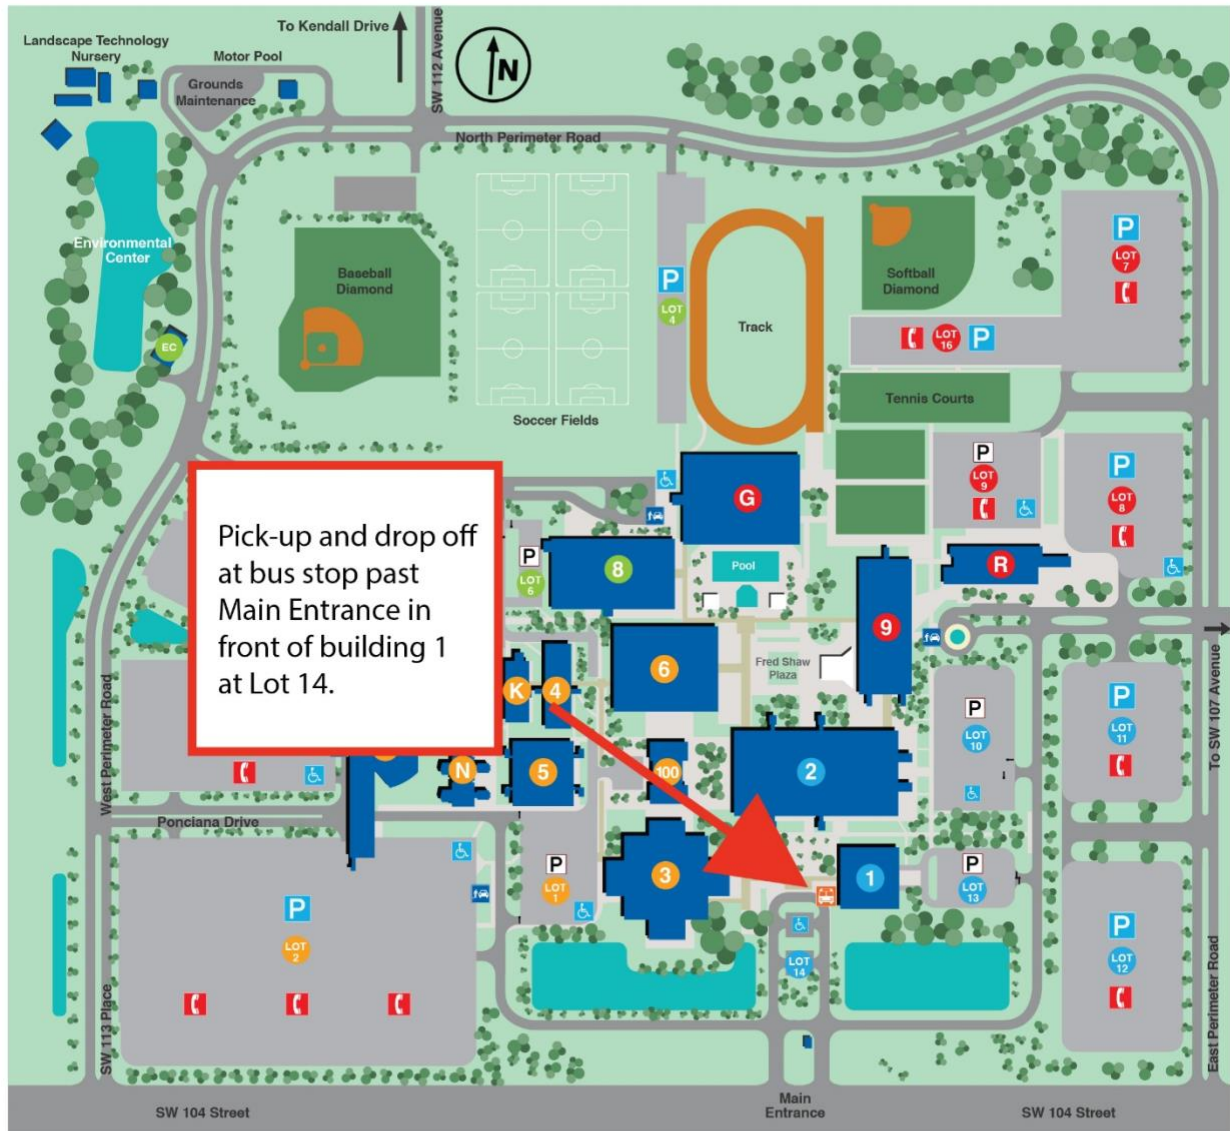 To Kendall Drive
SW 112 Avenue
N
Landscape Technology
Nursery
Motor Pool
Grounds
Maintenance
North Perimeter Road
Environmental
Center
EC
Baseball
Diamond
Soccer Fields
P
LOT
4
Track
Softball
Diamond
P
LOT
7
LOT
16
P
Tennis Courts
P
LOT
9
P
LOT
8
Pick-up and drop off
at bus stop past
Main Entrance in
front of building 1
at Lot 14.
G
P
LOT
6
8
Pool
R
9
6
Fred Shaw
Plaza
K
4
West Perimeter Road
To SW 107 Avenue
P
LOT
10
P
LOT
11
N
5
100
2
Ponciana Drive
P
LOT
1
3
1
P
LOT
13
P
LOT
2
LOT
14
P
LOT
12
SW 113 Place
East Perimeter Road
SW 104 Street
Main
Entrance
SW 104 Street